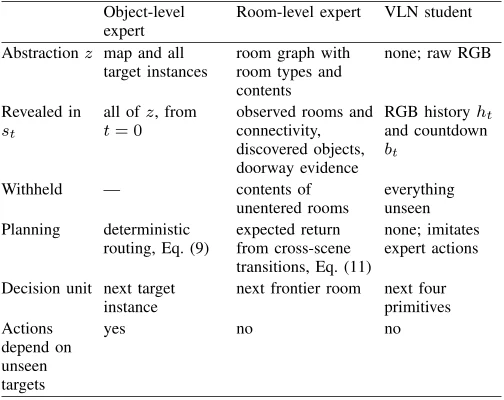 Object-level expert Room-level expert VLN student
Abstraction z map and all target instances room graph with room types and contents none; raw RGB
Revealed in s_t all of z, from t = 0 observed rooms and connectivity, discovered objects, doorway evidence RGB history h_t and countdown b_t
Withheld — contents of unentered rooms everything unseen
Planning deterministic routing, Eq. (9) expected return from cross-scene transitions, Eq. (11) none; imitates expert actions
Decision unit next target instance next frontier room next four primitives
Actions depend on unseen targets yes no no